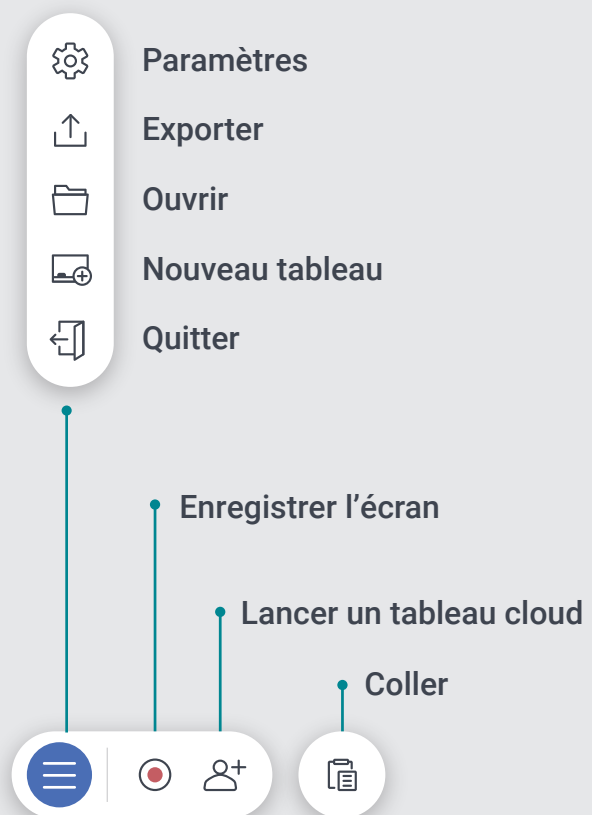 Paramètres
Exporter
Ouvrir
Nouveau tableau
Quitter
Enregistrer l’écran
Lancer un tableau cloud
Coller